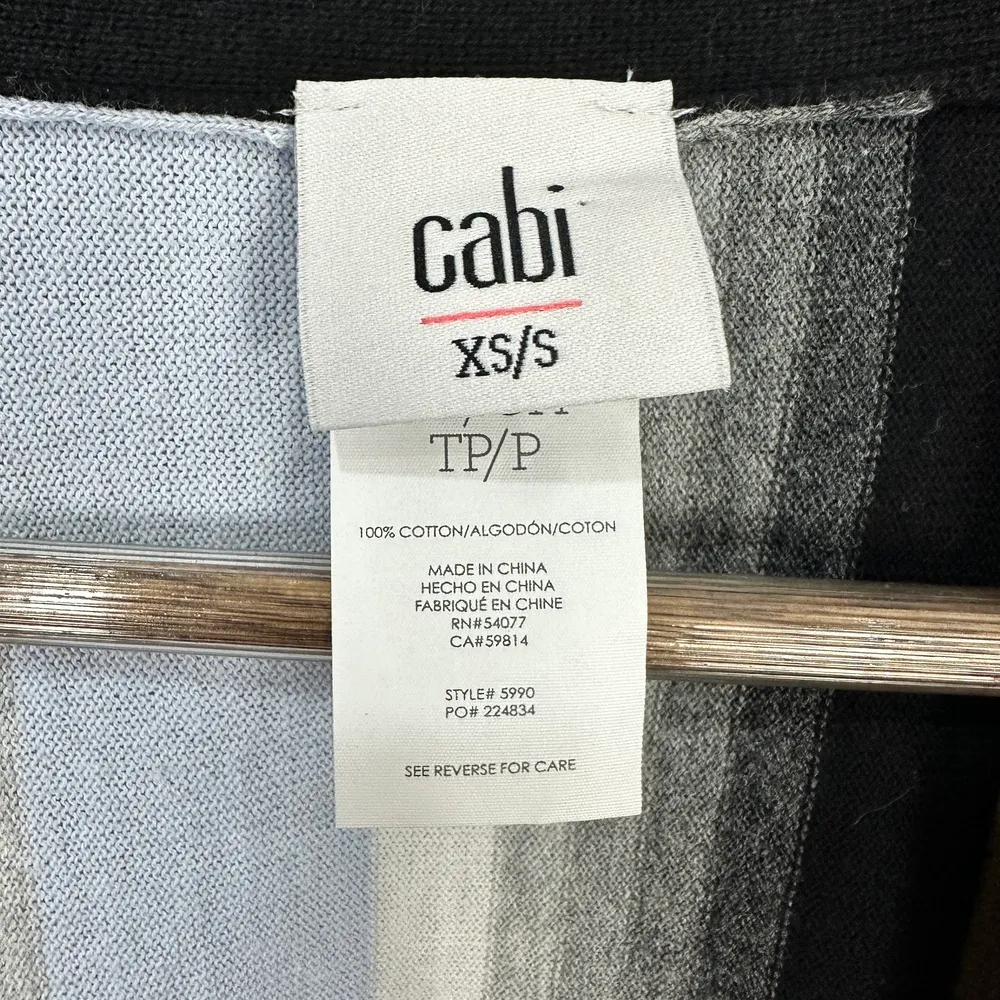 cabi
XS/S
TP/P
100% COTTON/ALGODÓN/COTON
MADE IN CHINA
HECHO EN CHINA
FABRIQUÉ EN CHINE
RN#54077
CA#59814
STYLE# 5990
PO# 224834
SEE REVERSE FOR CARE